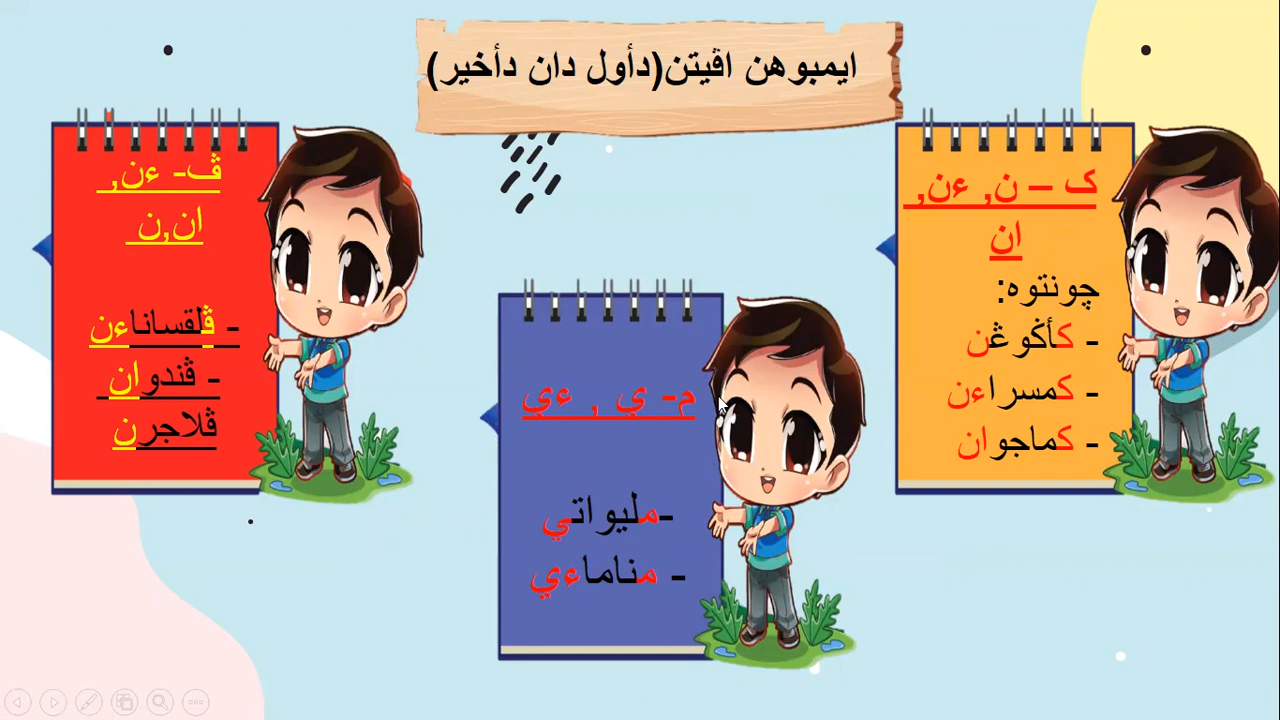 ايمبوهن اڤيتن(دأول دان دأخير)
ک – ن, ءن,
ان
چونتوه:
- کأڬوڠن
- کمسراءن
- کماجوان
ڤ- ءن,
ان,ن
- ڤلقساناءن
- ڤندوان
ڤلاجرن
م- ي , ءي
-مليواتي
- مناماءي